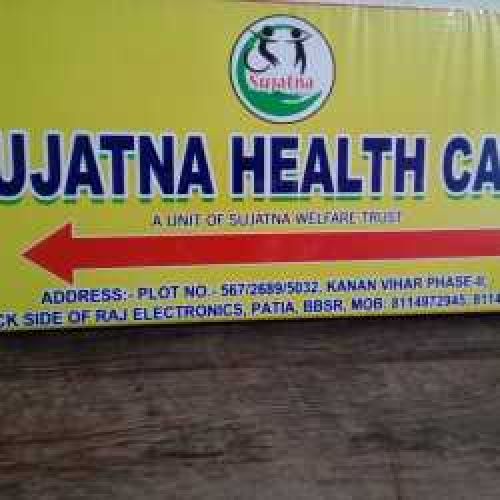 Sujatna
UJATNA HEALTH CA
A UNIT OF SUJATNA WELFARE TRUST
ADDRESS:- PLOT NO.- 567/2689/5032, KANAN VIHAR PHASE-II,
CK SIDE OF RAJ ELECTRONICS, PATIA, BBSR, MOB: 8114972945, 8114